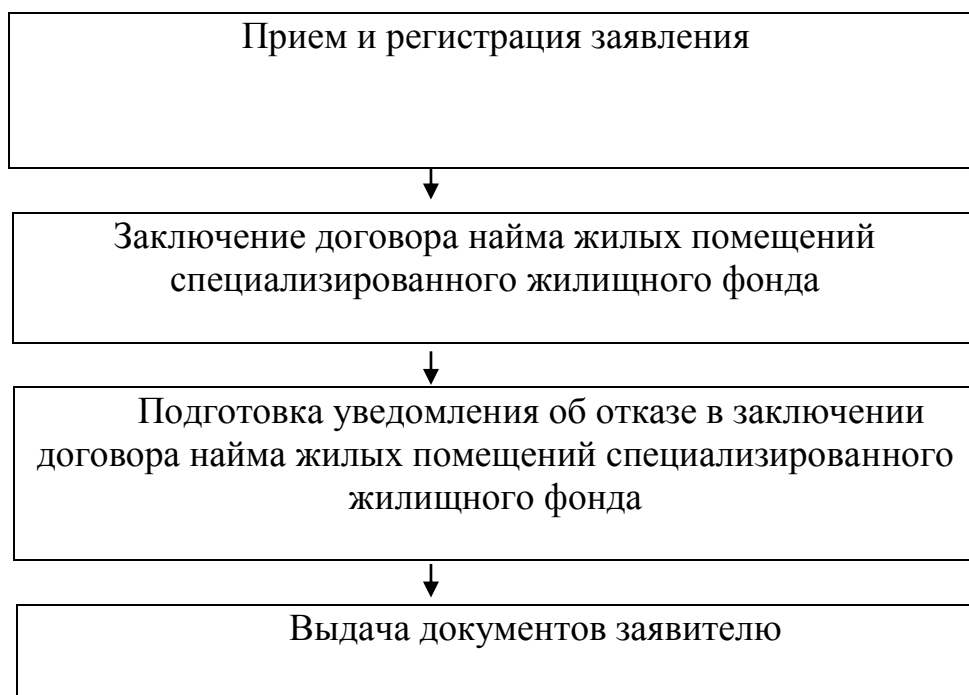 Прием и регистрация заявления
Заключение договора найма жилых помещений
специализированного жилищного фонда
Подготовка уведомления об отказе в заключении
договора найма жилых помещений специализированного
жилищного фонда
Выдача документов заявителю